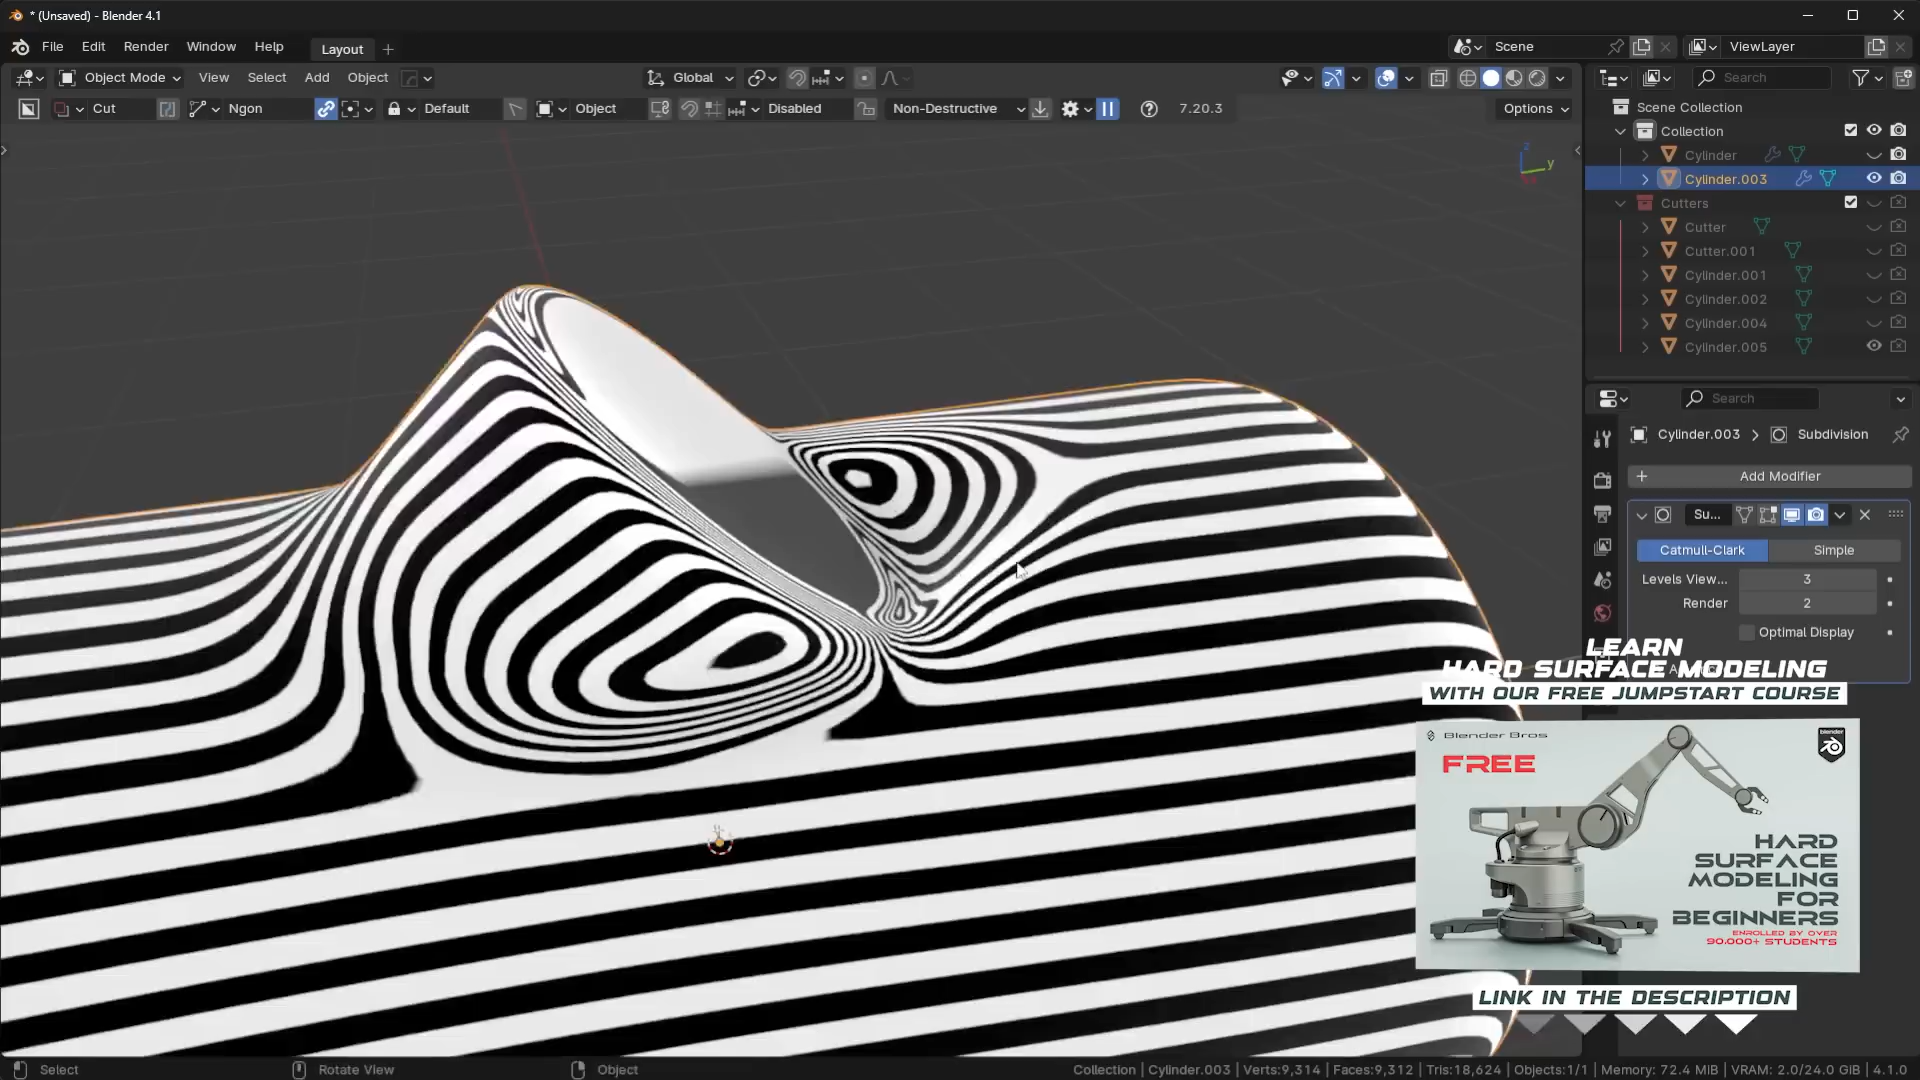 * (Unsaved) - Blender 4.1
File Edit Render Window Help Layout + Scene ViewLayer
Object Mode View Select Add Object Global Search
Cut Ngon Default Object Disabled Non-Destructive 7.20.3 Options
Scene Collection
Collection
Cylinder
Cylinder.003
Cutters
Cutter
Cutter.001
Cylinder.001
Cylinder.002
Cylinder.004
Cylinder.005
z
y
Search
Cylinder.003 > Subdivision
+ Add Modifier
Su...
Catmull-Clark Simple
Levels View... 3
Render 2
Optimal Display
LEARN
HARD SURFACE MODELING
WITH OUR FREE JUMPSTART COURSE
Blender Bros
blender
FREE
HARD
SURFACE
MODELING
FOR
BEGINNERS
ENROLLED BY OVER
90.000+ STUDENTS
LINK IN THE DESCRIPTION
Select Rotate View Object Collection | Cylinder.003 | Verts:9,314 | Faces:9,312 | Tris:18,624 | Objects:1/1 | Memory: 72.4 MiB | VRAM: 2.0/24.0 GiB | 4.1.0